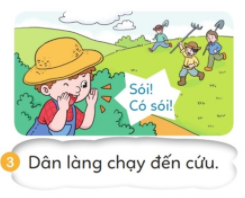 Sói!
Có sói!
3 Dân làng chạy đến cứu.